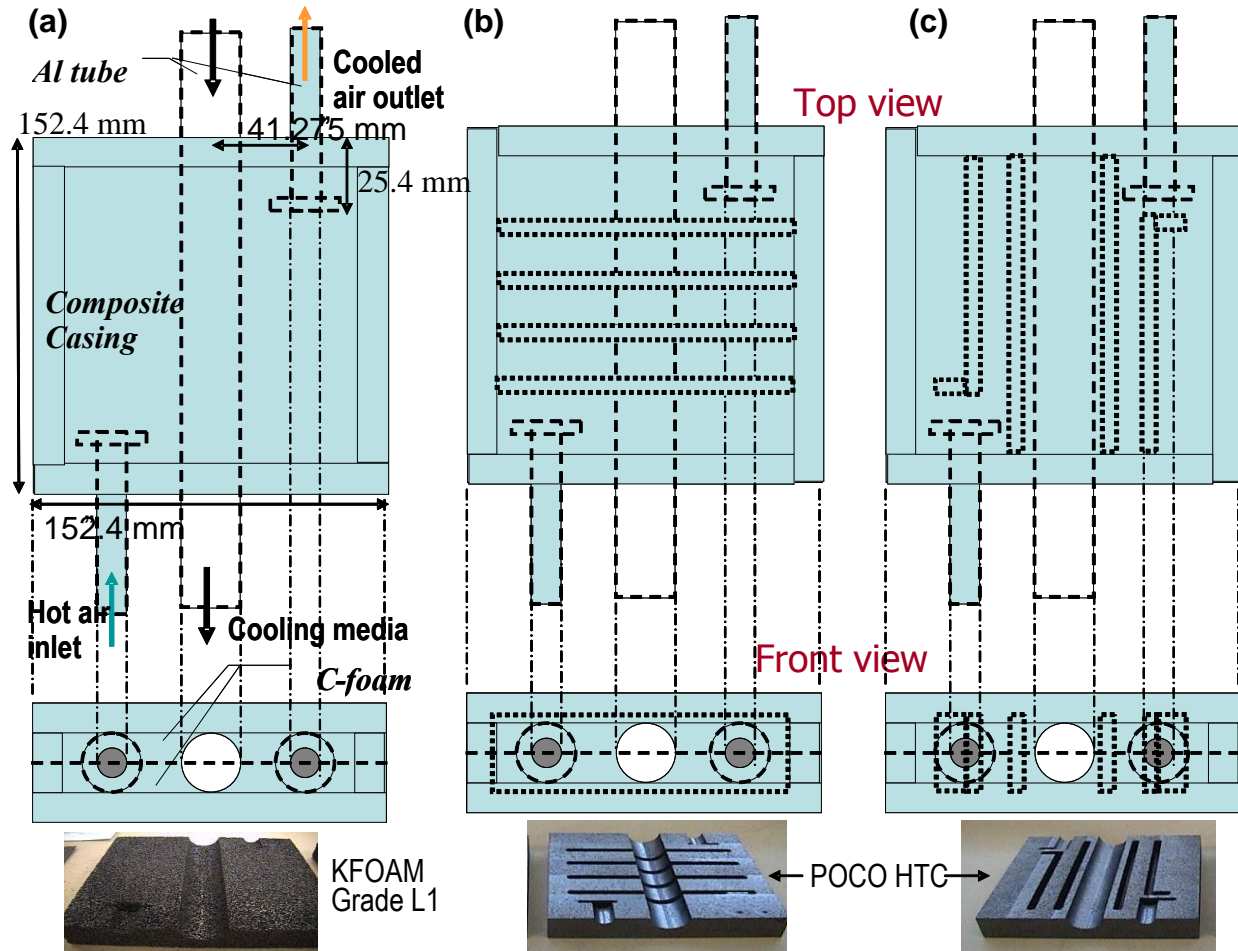 (a)
(b)
(c)
Al tube
Cooled
air outlet
Top view
152.4 mm
41.275 mm
25.4 mm
Composite
Casing
152.4 mm
Hot air
inlet
Cooling media
Front view
C-foam
KFOAM
Grade L1
POCO HTC